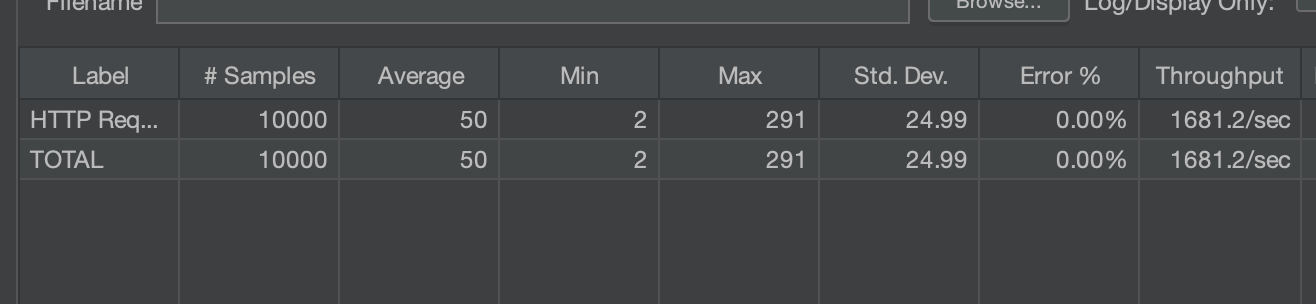 Filename Browse... Log/Display Only:
Label # Samples Average Min Max Std. Dev. Error % Throughput
HTTP Req... 10000 50 2 291 24.99 0.00% 1681.2/sec
TOTAL 10000 50 2 291 24.99 0.00% 1681.2/sec